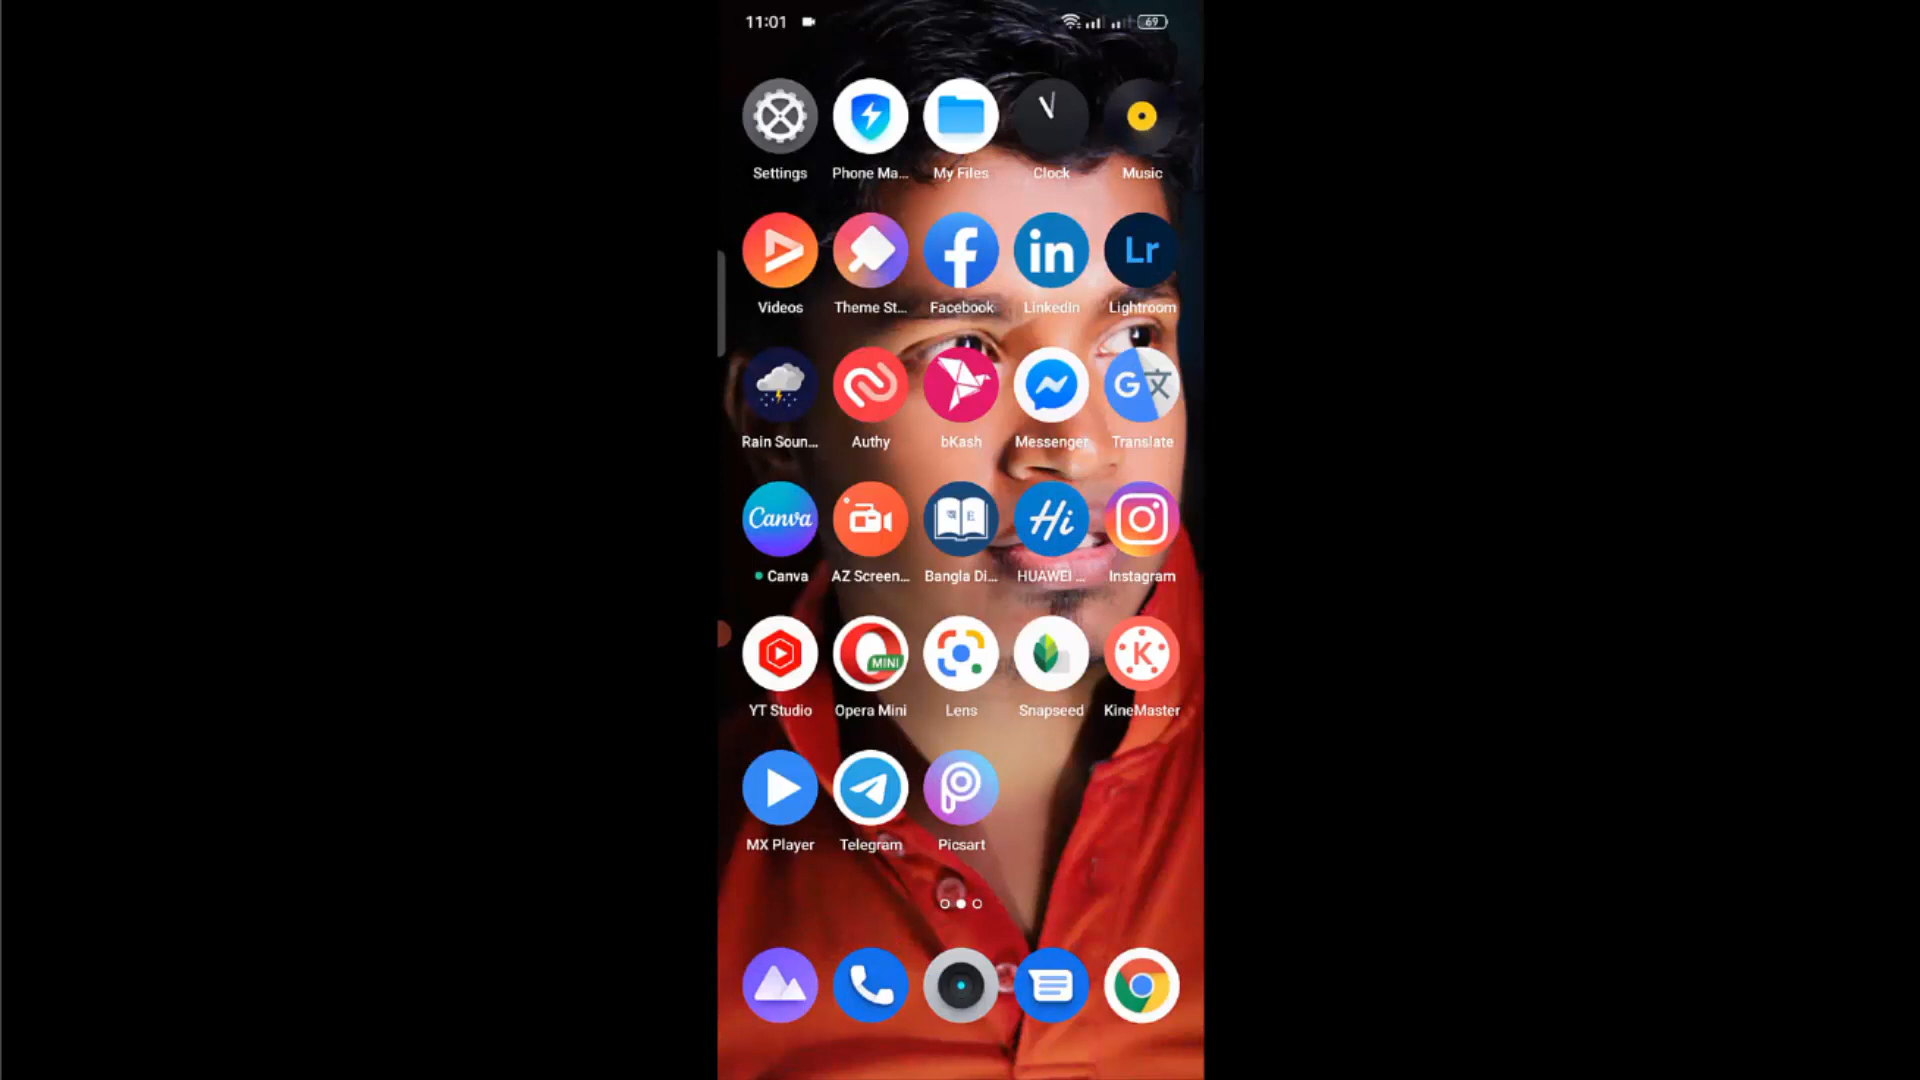 11:01 69
Settings Phone Ma... My Files Clock Music
Lr
Videos Theme St... Facebook LinkedIn Lightroom
G 文
Rain Soun... Authy bKash Messenger Translate
Canva অ E Hi
Canva AZ Screen... Bangla Di... HUAWEI ... Instagram
MINI K
YT Studio Opera Mini Lens Snapseed KineMaster
MX Player Telegram Picsart